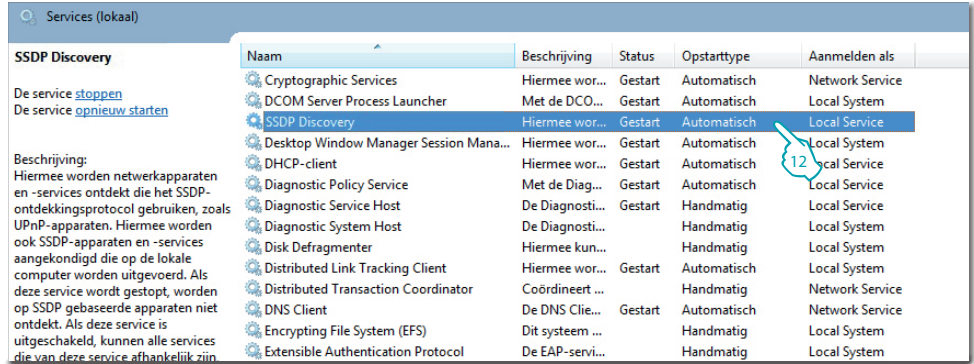 Services (lokaal)
SSDP Discovery
De service stoppen
De service opnieuw starten
Beschrijving:
Hiermee worden netwerkapparaten
en -services ontdekt die het SSDP-
ontdekkingsprotocol gebruiken, zoals
UPnP-apparaten. Hiermee worden
ook SSDP-apparaten en -services
aangekondigd die op de lokale
computer worden uitgevoerd. Als
deze service wordt gestopt, worden
op SSDP gebaseerde apparaten niet
ontdekt. Als deze service is
uitgeschakeld, kunnen alle services
die van deze service afhankelijk zijn,
Naam Beschrijving Status Opstarttype Aanmelden als
Cryptographic Services Hiermee wor... Gestart Automatisch Network Service
DCOM Server Process Launcher Met de DCO... Gestart Automatisch Local System
SSDP Discovery Hiermee wor... Gestart Automatisch Local Service
Desktop Window Manager Session Mana... Hiermee wor... Gestart Automatisch Local System
DHCP-client Hiermee wor... Gestart Automatisch Local Service
12
Diagnostic Policy Service Met de Diag... Gestart Automatisch Local Service
Diagnostic Service Host De Diagnosti... Gestart Handmatig Local Service
Diagnostic System Host De Diagnosti... Handmatig Local System
Disk Defragmenter Hiermee kun... Handmatig Local System
Distributed Link Tracking Client Hiermee wor... Gestart Automatisch Local System
Distributed Transaction Coordinator Coördineert ... Handmatig Network Service
DNS Client De DNS Clie... Gestart Automatisch Network Service
Encrypting File System (EFS) Dit systeem ... Handmatig Local System
Extensible Authentication Protocol De EAP-servi... Handmatig Local System